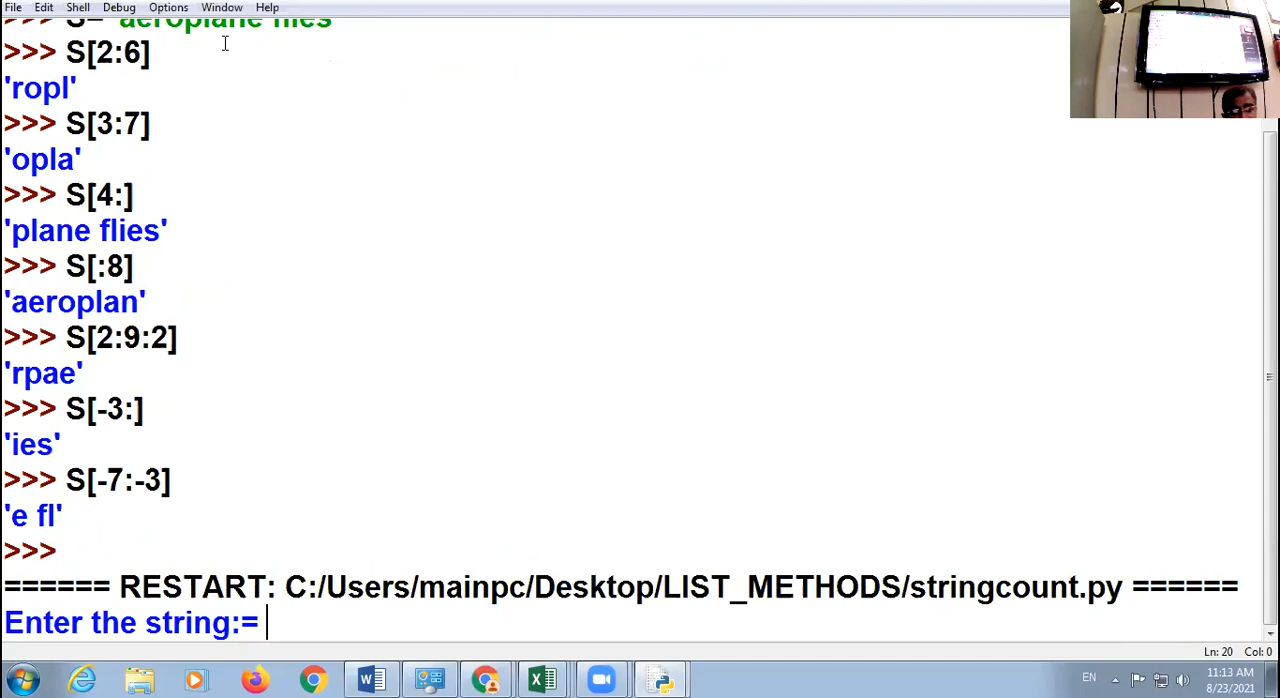 File Edit Shell Debug Options Window Help
>>> S= aeroplane flies
>>> S[2:6]
'ropl'
>>> S[3:7]
'opla'
>>> S[4:]
'plane flies'
>>> S[:8]
'aeroplan'
>>> S[2:9:2]
'rpae'
>>> S[-3:]
'ies'
>>> S[-7:-3]
'e fl'
>>>
====== RESTART: C:/Users/mainpc/Desktop/LIST_METHODS/stringcount.py ======
Enter the string:=
Ln: 20 Col: 0
EN
11:13 AM
8/23/2021